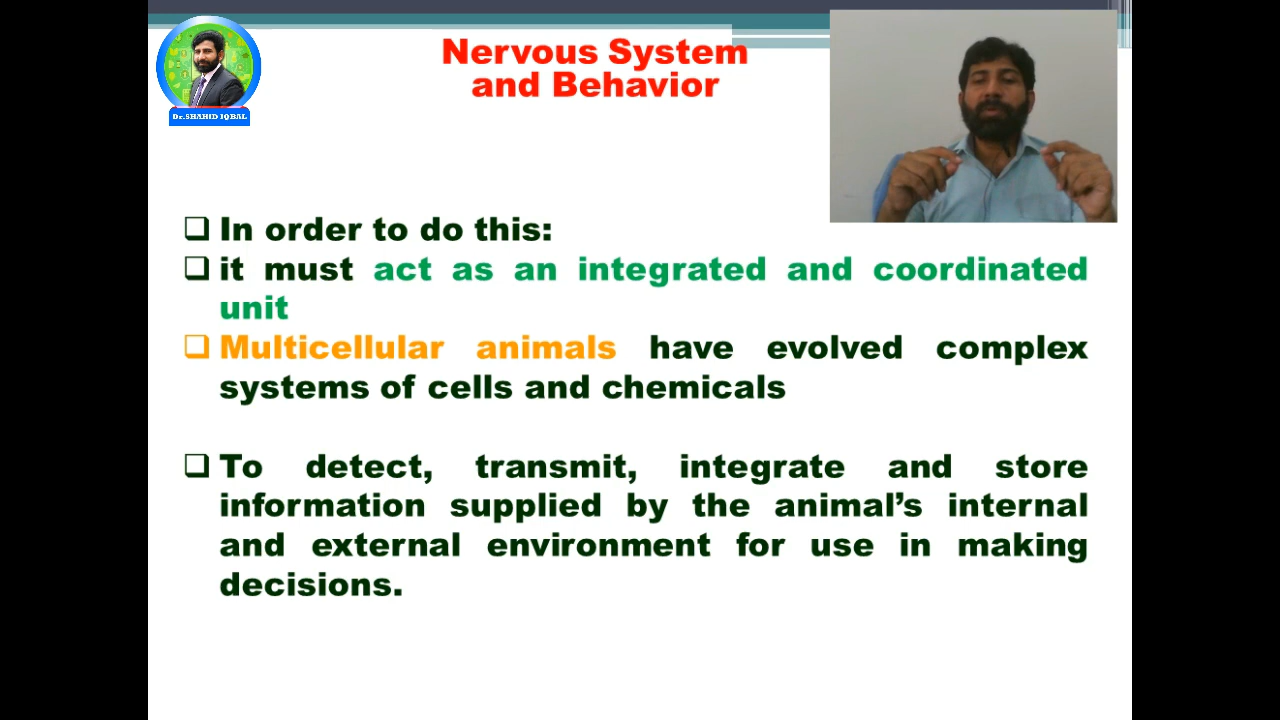 Nervous System
and Behavior
Dr.SHAHID IQBAL
❑ In order to do this:
❑ it must act as an integrated and coordinated
unit
❑ Multicellular animals have evolved complex
systems of cells and chemicals
❑ To detect, transmit, integrate and store
information supplied by the animal’s internal
and external environment for use in making
decisions.